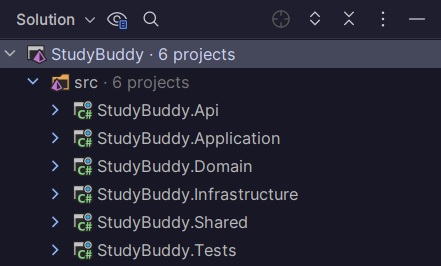 Solution
StudyBuddy · 6 projects
src · 6 projects
C# StudyBuddy.Api
C# StudyBuddy.Application
C# StudyBuddy.Domain
C# StudyBuddy.Infrastructure
C# StudyBuddy.Shared
C# StudyBuddy.Tests